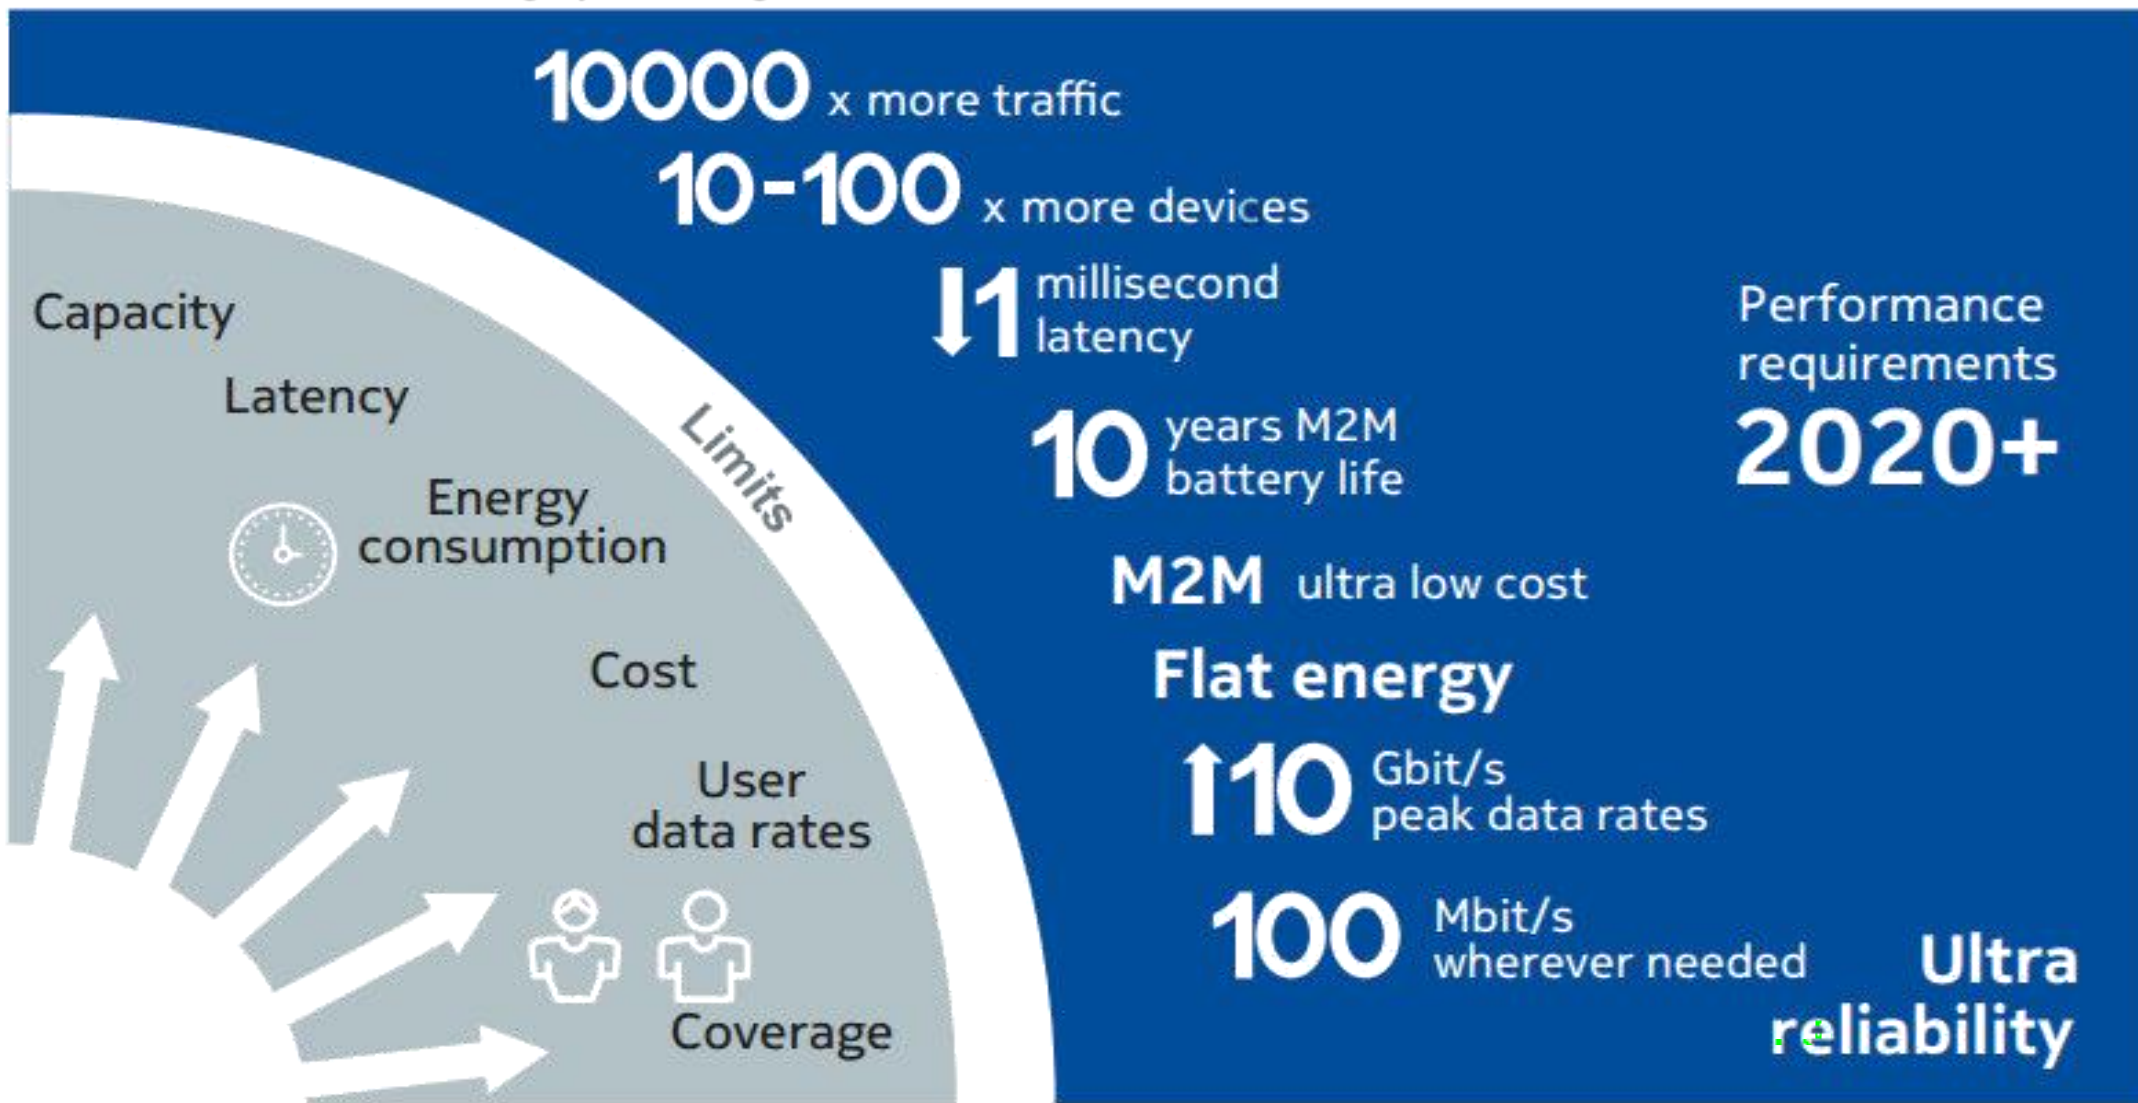 10000 x more traffic
10-100 x more devices
1 millisecond
latency
10 years M2M
battery life
M2M ultra low cost
Flat energy
10 Gbit/s
peak data rates
100 Mbit/s
wherever needed
Ultra
reliability
Performance
requirements
2020+
Limits
Capacity
Latency
Energy
consumption
Cost
User
data rates
Coverage